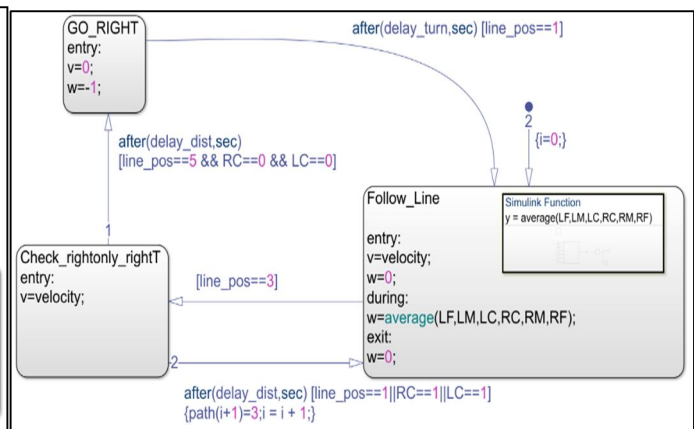 GO_RIGHT
entry:
v=0;
w=-1;
after(delay_turn,sec) [line_pos==1]
2
{i=0;}
after(delay_dist,sec)
[line_pos==5 && RC==0 && LC==0]
1
Follow_Line
Simulink Function
y = average(LF,LM,LC,RC,RM,RF)
entry:
v=velocity;
w=0;
during:
w=average(LF,LM,LC,RC,RM,RF);
exit:
w=0;
Check_rightonly_rightT
entry:
v=velocity;
[line_pos==3]
2
after(delay_dist,sec) [line_pos==1||RC==1||LC==1]
{path(i+1)=3;i = i + 1;}